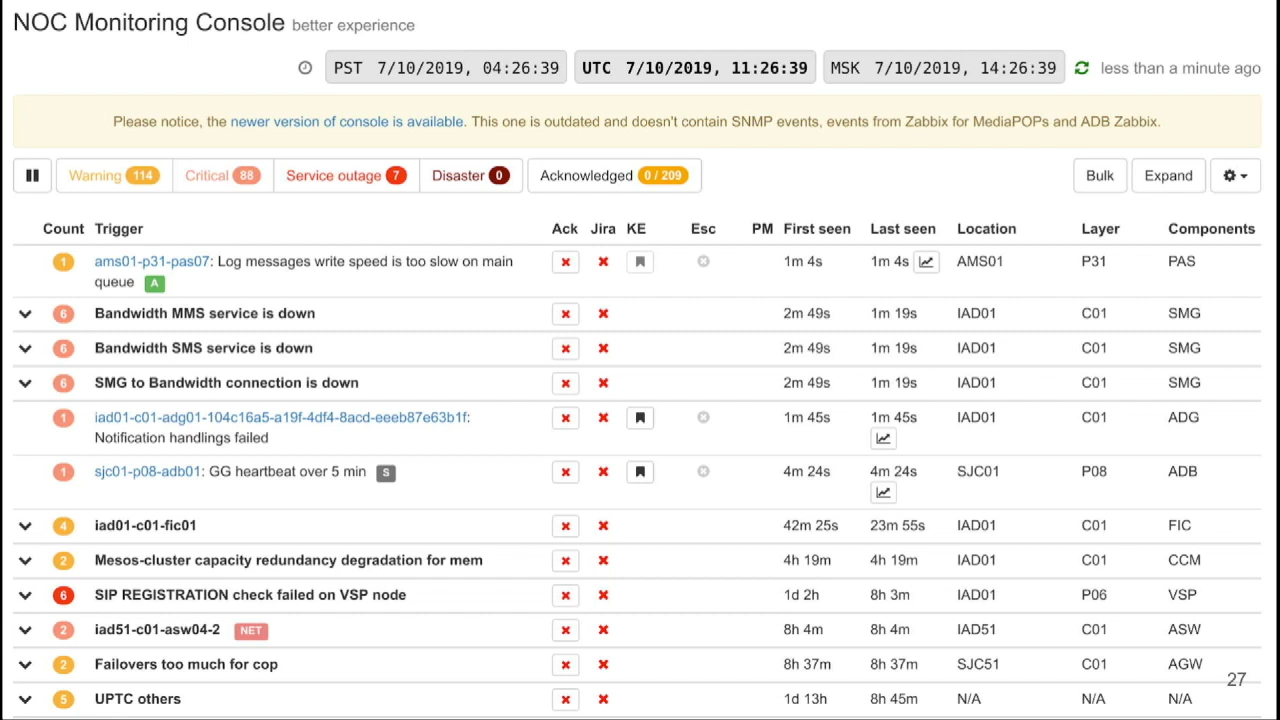 NOC Monitoring Console better experience
PST 7/10/2019, 04:26:39 UTC 7/10/2019, 11:26:39 MSK 7/10/2019, 14:26:39 less than a minute ago
Please notice, the newer version of console is available. This one is outdated and doesn't contain SNMP events, events from Zabbix for MediaPOPs and ADB Zabbix.
Warning 114 Critical 88 Service outage 7 Disaster 0 Acknowledged 0 / 209 Bulk Expand
Count Trigger Ack Jira KE Esc PM First seen Last seen Location Layer Components
1 ams01-p31-pas07: Log messages write speed is too slow on main 1m 4s 1m 4s AMS01 P31 PAS
queue A
6 Bandwidth MMS service is down 2m 49s 1m 19s IAD01 C01 SMG
6 Bandwidth SMS service is down 2m 49s 1m 19s IAD01 C01 SMG
6 SMG to Bandwidth connection is down 2m 49s 1m 19s IAD01 C01 SMG
1 iad01-c01-adg01-104c16a5-a19f-4df4-8acd-eeeb87e63b1f: 1m 45s 1m 45s IAD01 C01 ADG
Notification handlings failed
1 sjc01-p08-adb01: GG heartbeat over 5 min S 4m 24s 4m 24s SJC01 P08 ADB
4 iad01-c01-fic01 42m 25s 23m 55s IAD01 C01 FIC
2 Mesos-cluster capacity redundancy degradation for mem 4h 19m 4h 19m IAD01 C01 CCM
6 SIP REGISTRATION check failed on VSP node 1d 2h 8h 3m IAD01 P06 VSP
2 iad51-c01-asw04-2 NET 8h 4m 8h 4m IAD51 C01 ASW
2 Failovers too much for cop 8h 37m 8h 37m SJC51 C01 AGW
27
5 UPTC others 1d 13h 8h 45m N/A N/A N/A